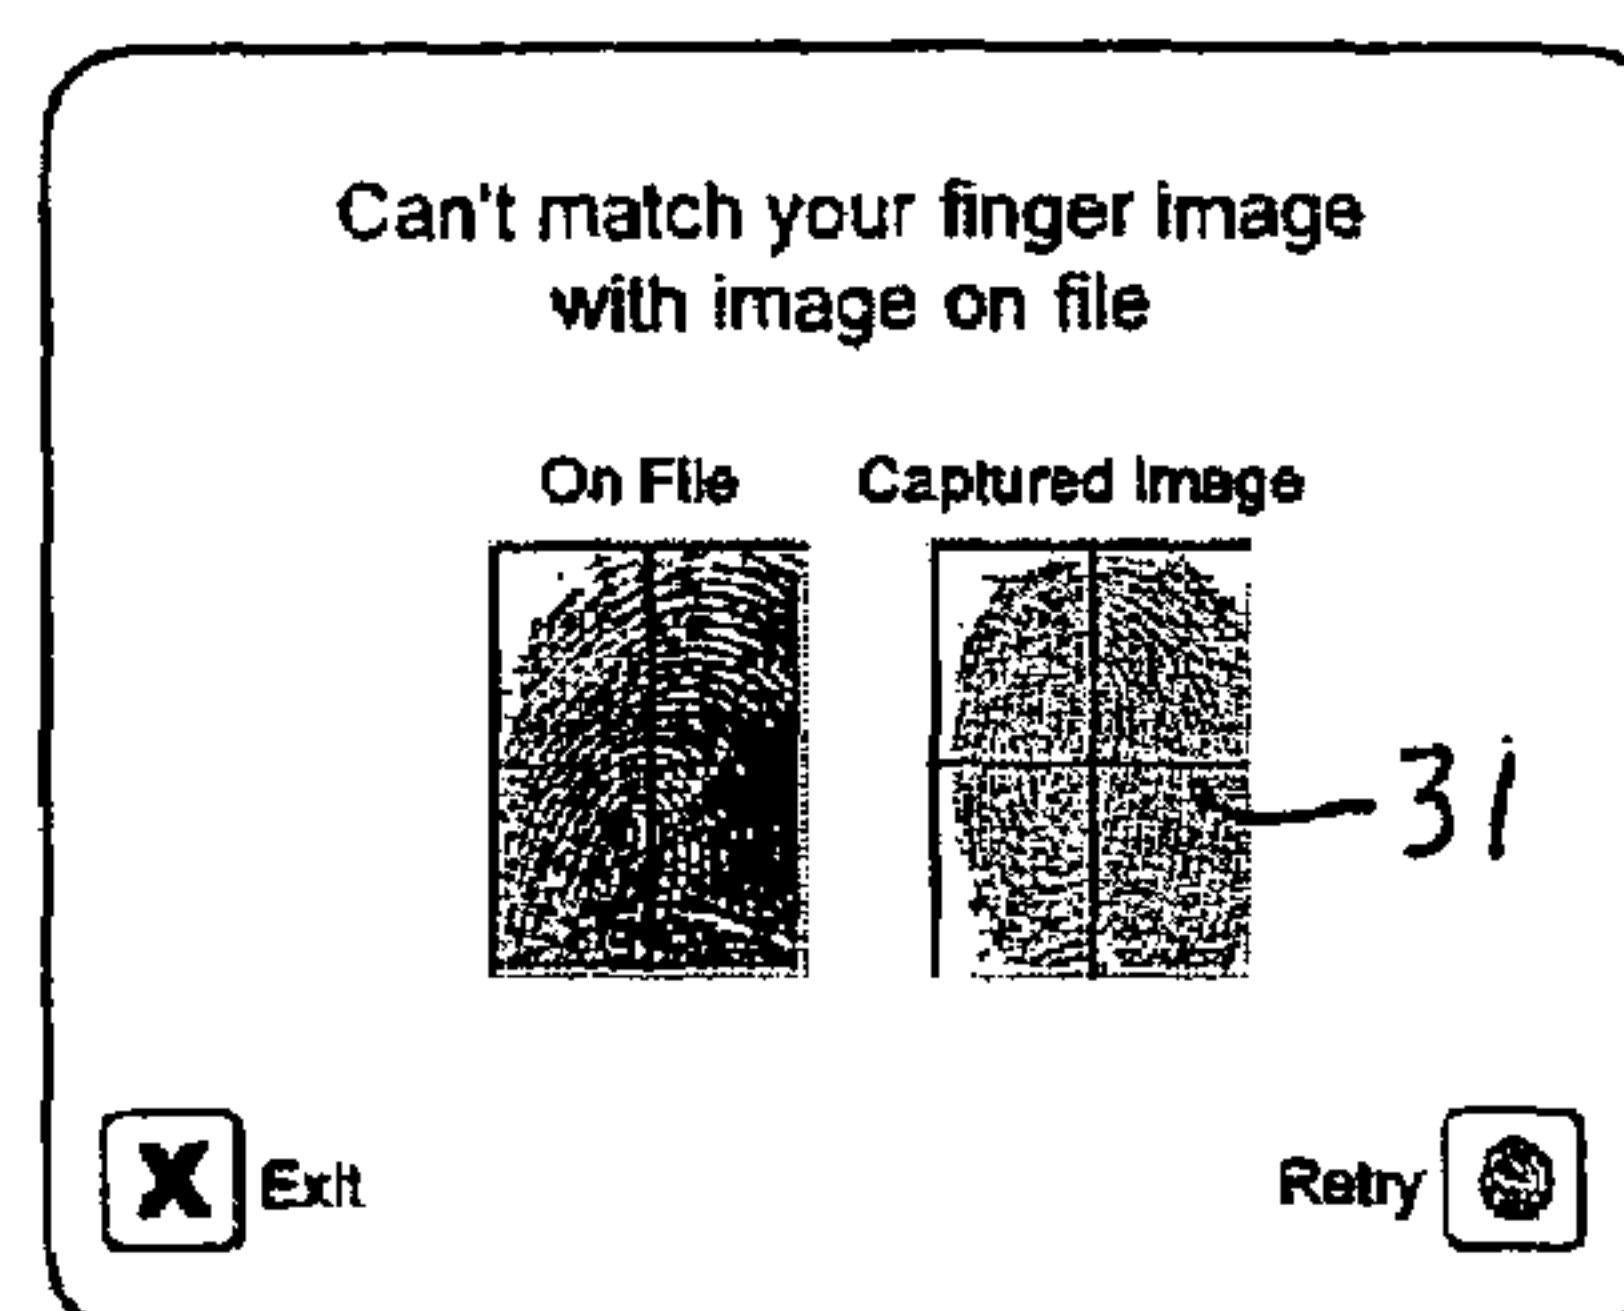 Can't match your finger image
with image on file
On File Captured Image
31
X Exit Retry